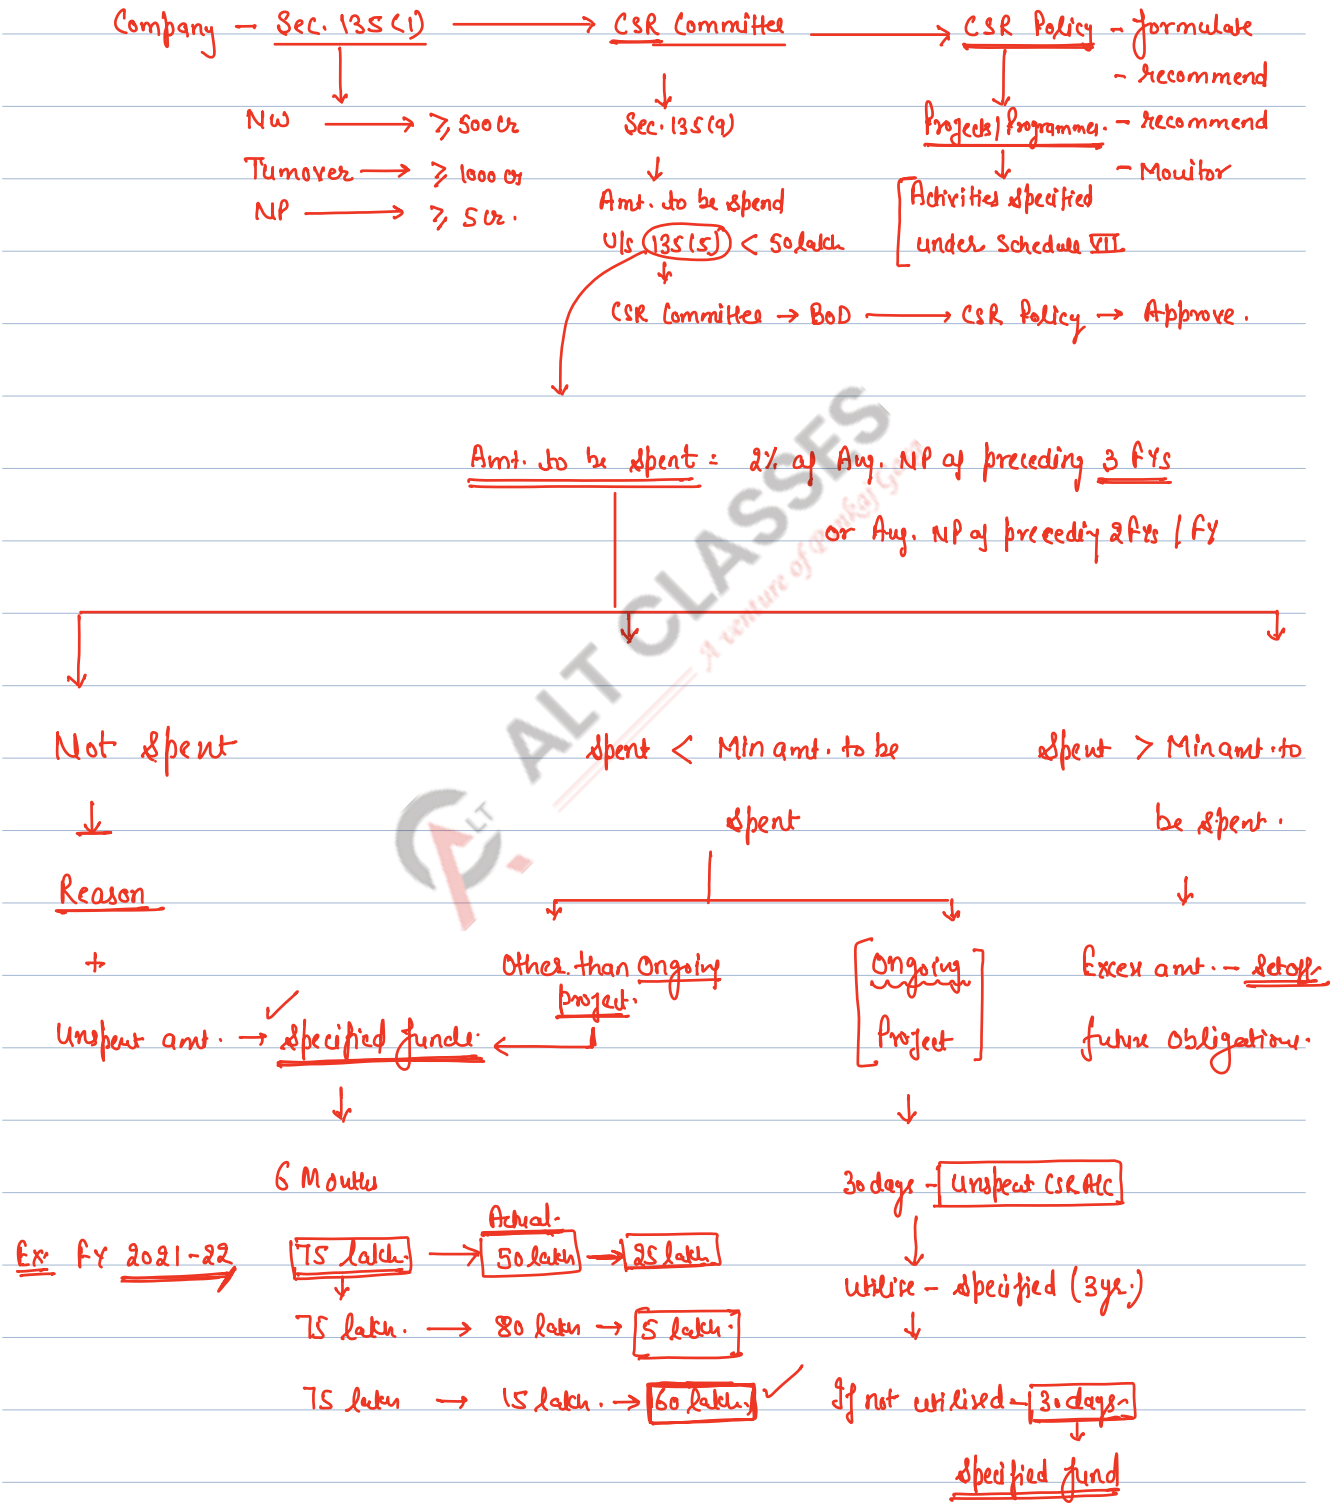 Company - Sec. 135(1) → CSR Committee → CSR Policy - formulate
- recommend
NW → ≥ 500 cr Sec. 135(9) Projects/Programmes. - recommend
Turnover → ≥ 1000 cr - Monitor
NP → ≥ 5 cr. Amt. to be spend Activities specified
U/s 135(5) < 50 lakh under Schedule VII
CSR Committee → BOD → CSR Policy → Approve.
Amt. to be spent = 2% of Avg. NP of preceding 3 FYs
or Avg. NP of preceding 2 FYs / FY
Not spent Spent < Min amt. to be Spent > Min amt. to
spent be spent.
Reason
+ Other than Ongoing Ongoing Excess amt. - Set off
project.
Unspent amt. → Specified funds. Project future obligations.
6 Months 30 days - Unspent CSR A/C
Actual.
Ex: FY 2021-22 75 lakh. → 50 lakh → 25 lakh
Utilise - specified (3 yr.)
75 lakh. → 80 lakh → 5 lakh.
75 lakh → 15 lakh. → 60 lakh. If not utilised - 30 days
Specified fund
ALT CLASSES
A venture of Pankaj Garg
LT